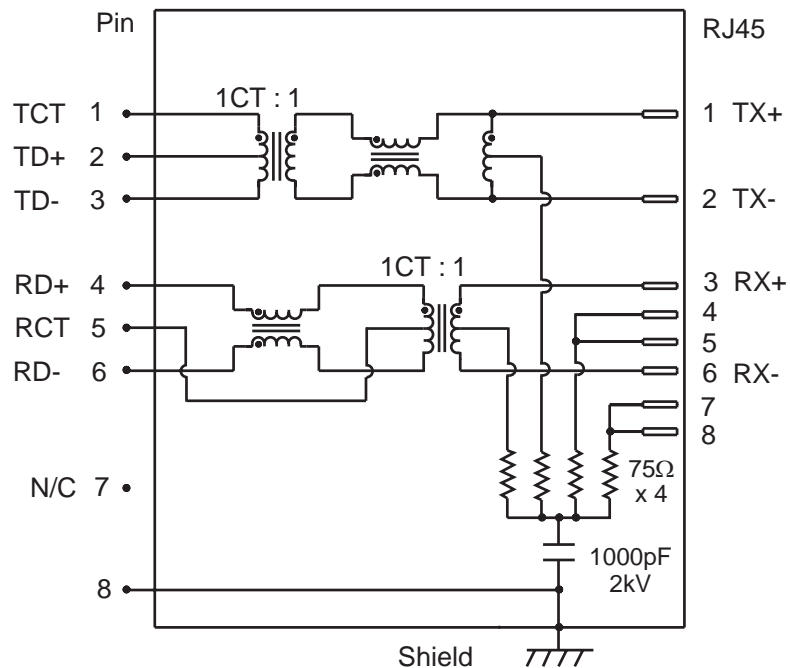 Pin
RJ45
1CT : 1
TCT 1
1 TX+
TD+ 2
TD- 3
2 TX-
1CT : 1
RD+ 4
3 RX+
4
RCT 5
5
RD- 6
6 RX-
7
8
75Ω
x 4
N/C 7
1000pF
2kV
8
Shield